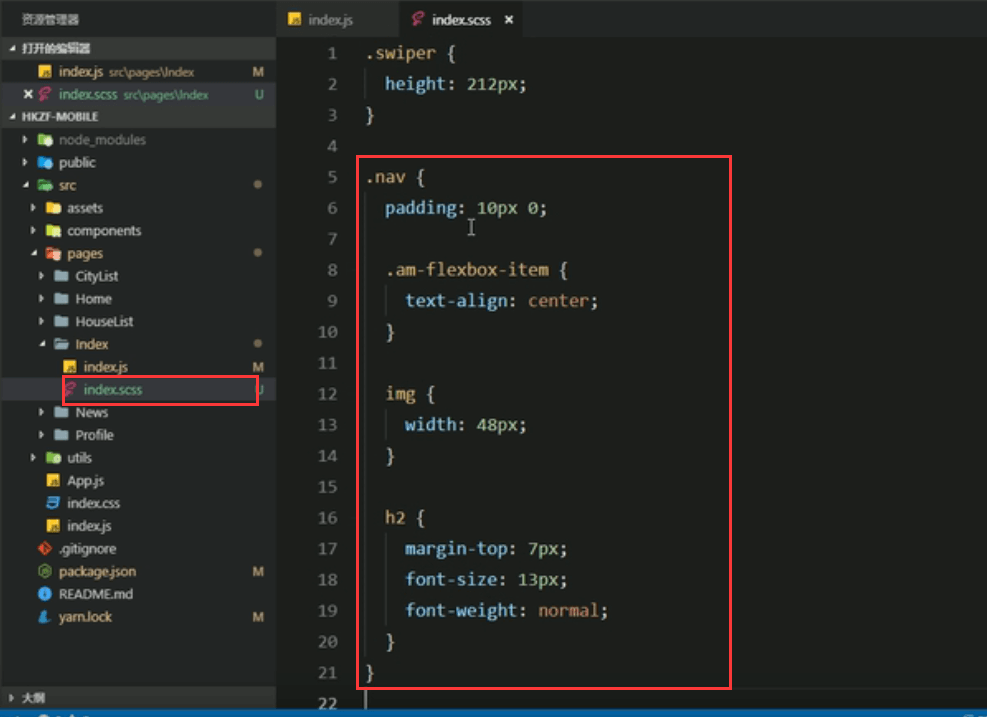 资源管理器
打开的编辑器
index.js src\pages\Index M
index.scss src\pages\Index U
HKZF-MOBILE
node_modules
public
src
assets
components
pages
CityList
Home
HouseList
Index
index.js M
index.scss U
News
Profile
utils
App.js
index.css
index.js
.gitignore
package.json M
README.md
yarn.lock M
大纲
index.js index.scss ×
1 .swiper {
2 height: 212px;
3 }
4
5 .nav {
6 padding: 10px 0;
7
8 .am-flexbox-item {
9 text-align: center;
10 }
11
12 img {
13 width: 48px;
14 }
15
16 h2 {
17 margin-top: 7px;
18 font-size: 13px;
19 font-weight: normal;
20 }
21 }
22